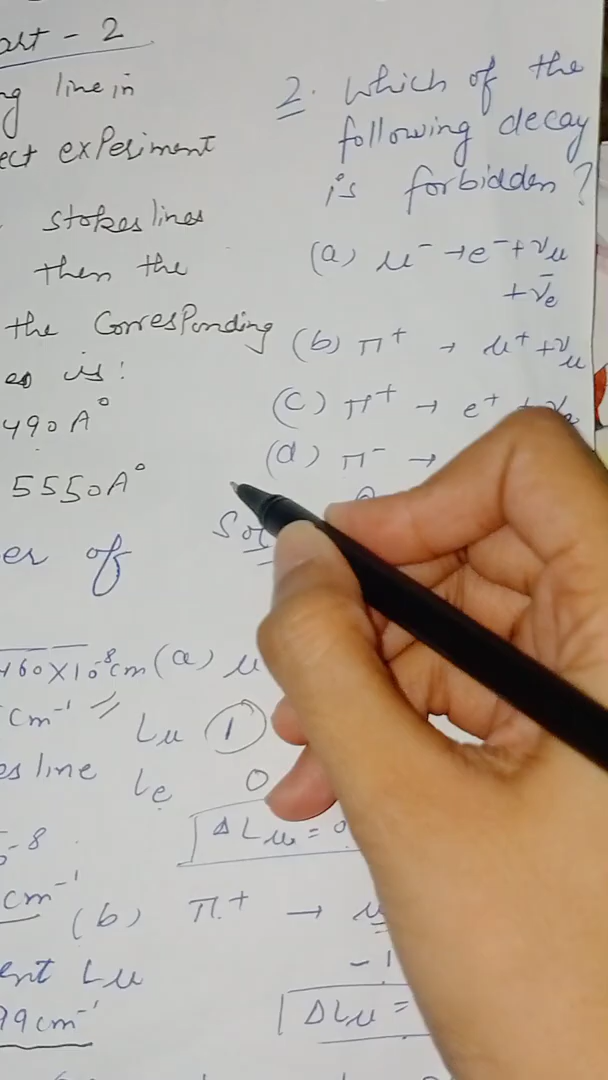 art - 2
ng line in
ect experiment
stokes lines
then the
the Corresponding
es is:
490 A°
5550 A°
er of
460 × 10⁻⁸ cm
cm⁻¹
es line
-8
cm⁻¹
ent Lμ
99 cm⁻¹
2. Which of the
following decay
is forbidden?
(a) μ⁻ → e⁻ + νμ
+ ν̄e
(b) π⁺ → μ⁺ + νμ
(c) π⁺ → e⁺ + νe
(d) π⁻ →
Sol
(a) μ
Lμ 1
Le 0
ΔLμ = 0
(b) π⁺ → μ
-1
ΔLμ =